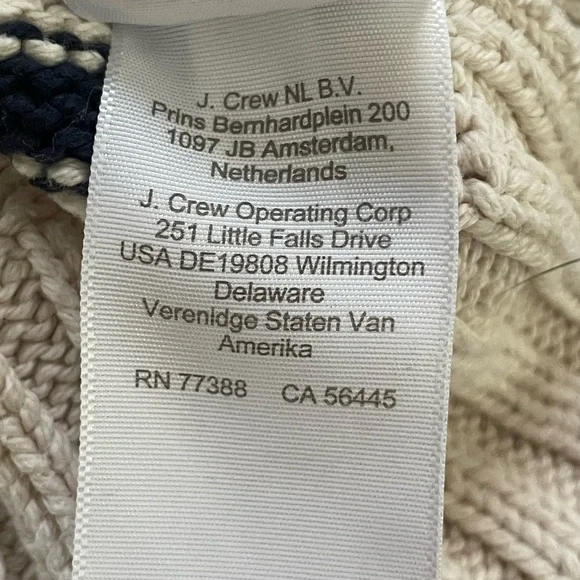 J. Crew NL B.V.
Prins Bernhardplein 200
1097 JB Amsterdam,
Netherlands
J. Crew Operating Corp
251 Little Falls Drive
USA DE19808 Wilmington
Delaware
Verenidge Staten Van
Amerika
RN 77388 CA 56445